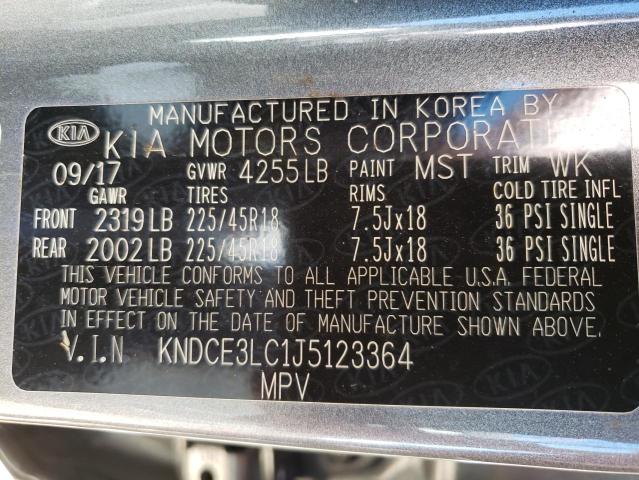 MANUFACTURED IN KOREA BY
KIA KIA MOTORS CORPORATION
09/17 GVWR 4255LB PAINT MST TRIM WK
GAWR TIRES RIMS COLD TIRE INFL
FRONT 2319LB 225/45R18 7.5Jx18 36 PSI SINGLE
REAR 2002LB 225/45R18 7.5Jx18 36 PSI SINGLE
THIS VEHICLE CONFORMS TO ALL APPLICABLE U.S.A. FEDERAL
MOTOR VEHICLE SAFETY AND THEFT PREVENTION STANDARDS
IN EFFECT ON THE DATE OF MANUFACTURE SHOWN ABOVE.
V.I.N KNDCE3LC1J5123364
MPV